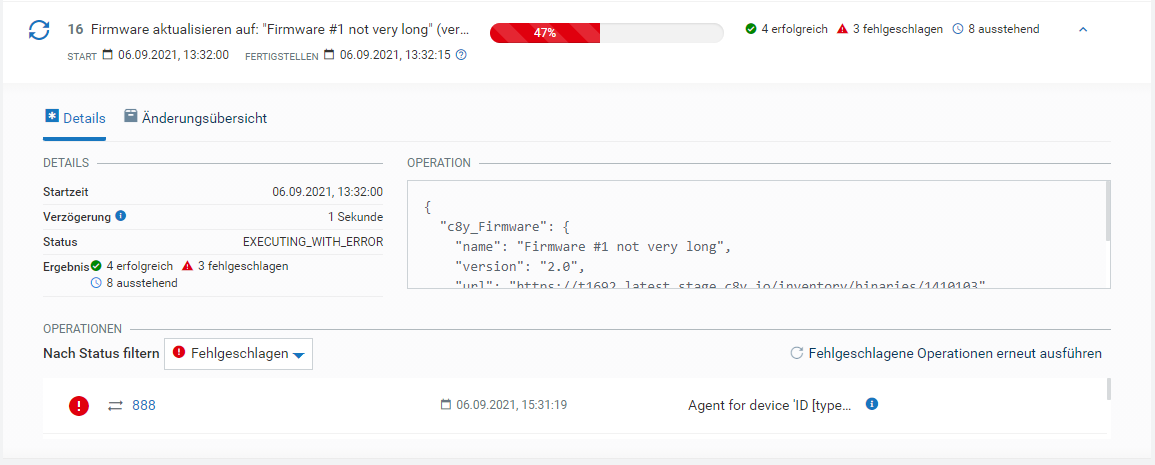 16 Firmware aktualisieren auf: "Firmware #1 not very long" (ver...
47%
4 erfolgreich 3 fehlgeschlagen 8 ausstehend
START 06.09.2021, 13:32:00 FERTIGSTELLEN 06.09.2021, 13:32:15
Details Änderungsübersicht
DETAILS
Startzeit 06.09.2021, 13:32:00
Verzögerung 1 Sekunde
Status EXECUTING_WITH_ERROR
Ergebnis 4 erfolgreich 3 fehlgeschlagen
8 ausstehend
OPERATION
{
"c8y_Firmware": {
"name": "Firmware #1 not very long",
"version": "2.0",
"url": "https://t1692.latest.stage.c8y.io/inventory/binaries/1410103"
OPERATIONEN
Nach Status filtern Fehlgeschlagen Fehlgeschlagene Operationen erneut ausführen
888 06.09.2021, 15:31:19 Agent for device 'ID [type...